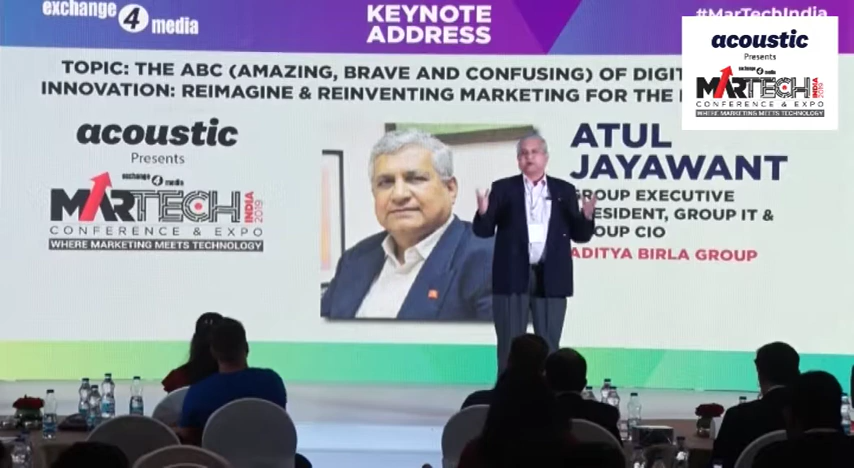 exchange
4
media
KEYNOTE
ADDRESS
#MarTechIndia
TOPIC: THE ABC (AMAZING, BRAVE AND CONFUSING) OF
INNOVATION: REIMAGINE & REINVENTING MARKETING FOR THE
acoustic
Presents
exchange 4 media
MARTECH INDIA 2019
CONFERENCE & EXPO
WHERE MARKETING MEETS TECHNOLOGY
ATUL
JAYAWANT
GROUP EXECUTIVE
PRESIDENT, GROUP IT &
GROUP CIO
ADITYA BIRLA GROUP
acoustic
Presents
exchange 4 media
MARTECH INDIA 2019
CONFERENCE & EXPO
WHERE MARKETING MEETS TECHNOLOGY